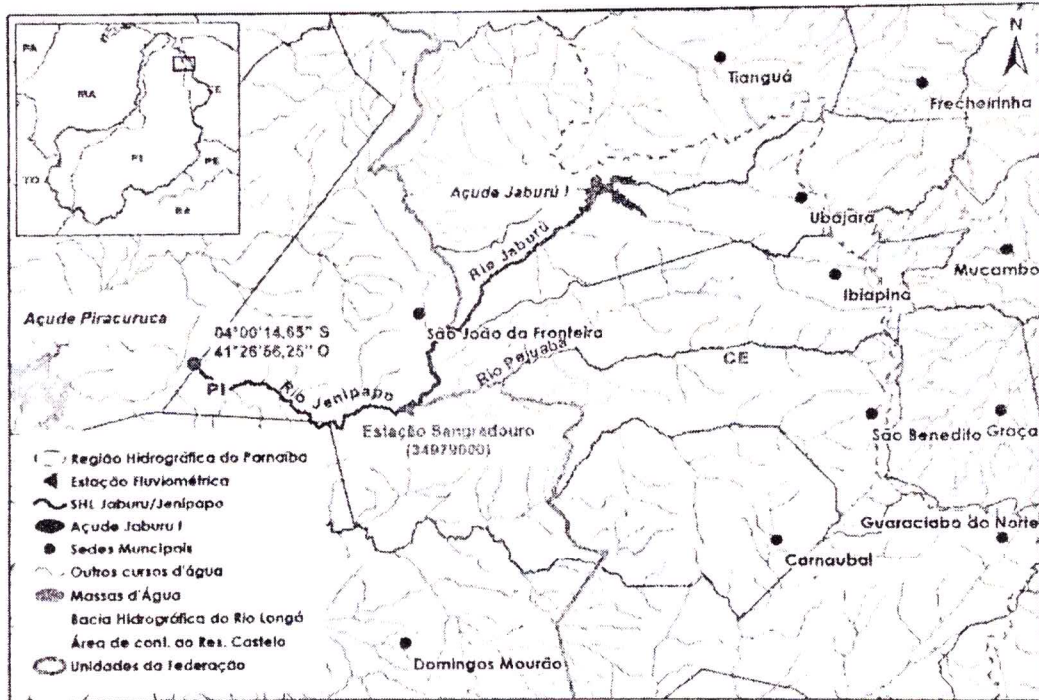 PA
MA
CE
PI
PE
TO
BA
N
Tianguá
Frecheirinha
Açude Jaburú I
Ubajara
Rio Jaburú
Mucambo
Ibiapina
Açude Piracuruca
04°00'14,65" S
41°26'56,25" O
São João da Fronteira
Rio Pejuaba
CE
PI
Rio Jenipapo
Estação Sangradouro
(34979000)
São Benedito
Graça
Região Hidrográfica do Parnaíba
Estação Fluviométrica
SHL Jaburu/Jenipapo
Açude Jaburu I
Sedes Muncipais
Outros cursos d'água
Massas d'Água
Bacia Hidrográfica do Rio Longá
Área de conl. ao Res. Castelo
Unidades da Federação
Guaraciaba do Norte
Carnaubal
Domingos Mourão